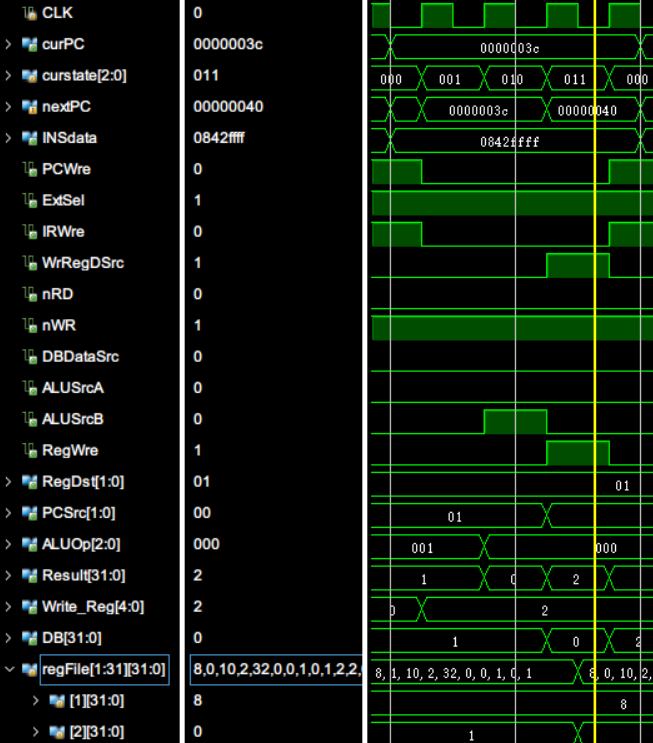 CLK 0
curPC 0000003c 0000003c
curstate[2:0] 011 000 001 010 011 000
nextPC 00000040 0000003c 00000040
INSdata 0842ffff 0842ffff
PCWre 0
ExtSel 1
IRWre 0
WrRegDSrc 1
nRD 0
nWR 1
DBDataSrc 0
ALUSrcA 0
ALUSrcB 0
RegWre 1
RegDst[1:0] 01 01
PCSrc[1:0] 00 01
ALUOp[2:0] 000 001 000
Result[31:0] 2 1 0 2
Write_Reg[4:0] 2 0 2
DB[31:0] 0 1 0 2
regFile[1:31][31:0] 8,0,10,2,32,0,0,1,0,1,2,2, 8, 1, 10, 2, 32, 0, 0, 1, 0, 1 8, 0, 10, 2,
[1][31:0] 8 8
[2][31:0] 0 1